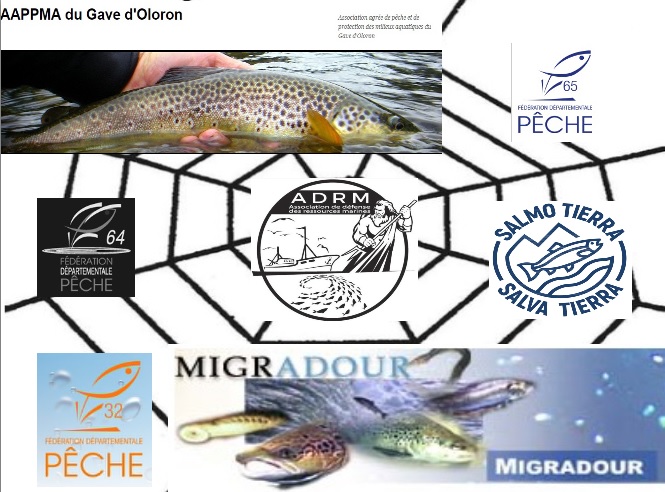 AAPPMA du Gave d'Oloron
Association agrée de pêche et de
protection des milieux aquatiques du
Gave d'Oloron
65
FÉDÉRATION DÉPARTEMENTALE
PÊCHE
64
FÉDÉRATION
DÉPARTEMENTALE
PÊCHE
ADRM
Association de défense
des ressources marines
SALMO TIERRA
SALVA TIERRA
32
FÉDÉRATION DÉPARTEMENTALE
PÊCHE
MIGRADOUR
MIGRADOUR